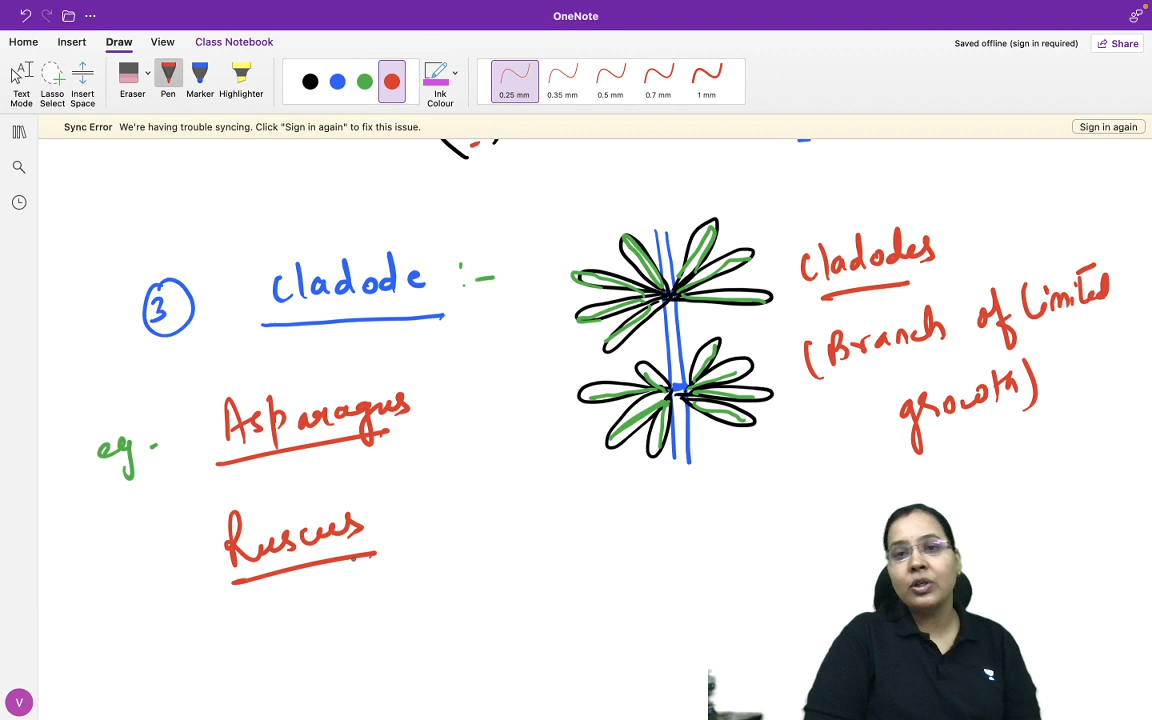 OneNote
Home Insert Draw View Class Notebook
Saved offline (sign in required) Share
Text Mode
Lasso Select
Insert Space
Eraser
Pen
Marker
Highlighter
Ink Colour
0.25 mm 0.35 mm 0.5 mm 0.7 mm 1 mm
Sync Error We're having trouble syncing. Click "Sign in again" to fix this issue. Sign in again
3 Cladode :-
Cladodes
(Branch of limited
growth)
eg. Asparagus
Ruscus
V